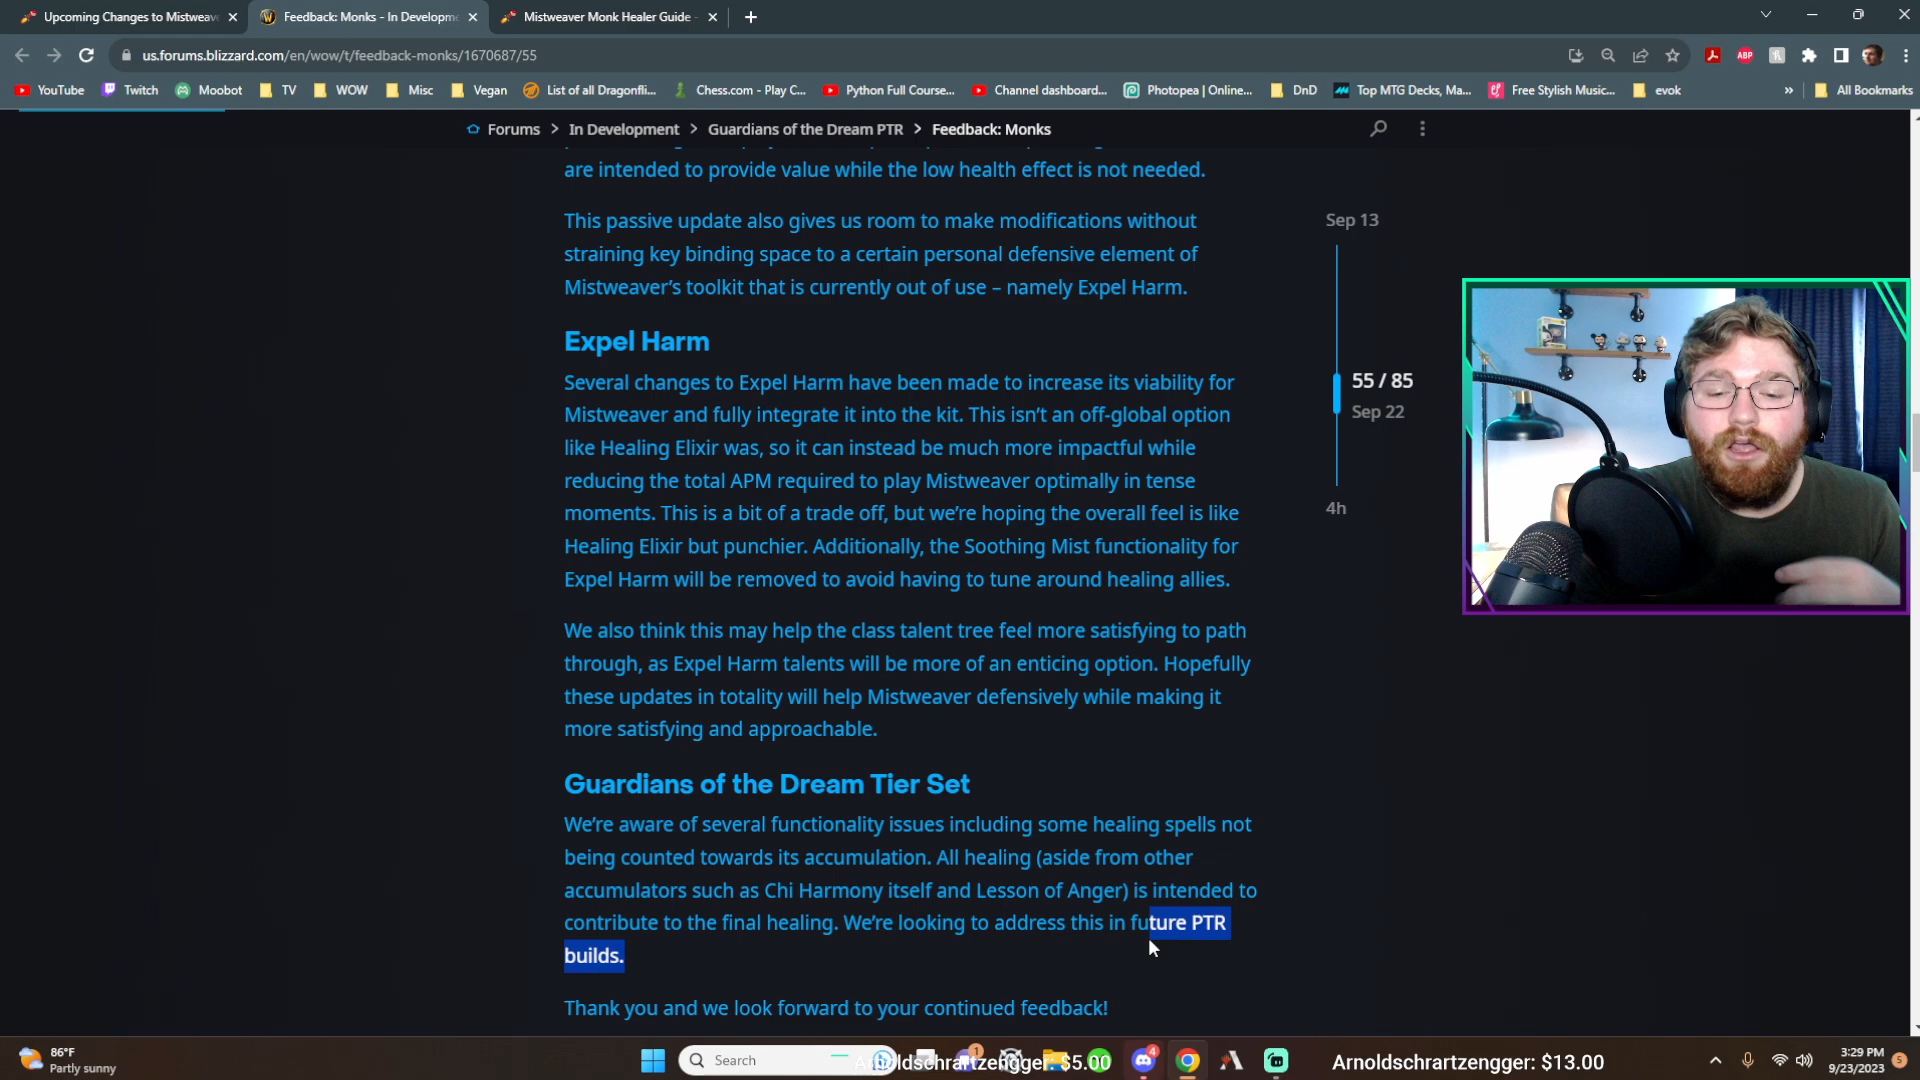 Upcoming Changes to Mistweav
Feedback: Monks - In Developm
Mistweaver Monk Healer Guide -
us.forums.blizzard.com/en/wow/t/feedback-monks/1670687/55
ABP
YouTube
Twitch
Moobot
TV
WOW
Misc
Vegan
List of all Dragonfli...
Chess.com - Play C...
Python Full Course...
Channel dashboard...
Photopea | Online...
DnD
Top MTG Decks, Ma...
Free Stylish Music...
evok
»
All Bookmarks
Forums > In Development > Guardians of the Dream PTR > Feedback: Monks
are intended to provide value while the low health effect is not needed.
This passive update also gives us room to make modifications without
straining key binding space to a certain personal defensive element of
Mistweaver's toolkit that is currently out of use – namely Expel Harm.
Expel Harm
Several changes to Expel Harm have been made to increase its viability for
Mistweaver and fully integrate it into the kit. This isn't an off-global option
like Healing Elixir was, so it can instead be much more impactful while
reducing the total APM required to play Mistweaver optimally in tense
moments. This is a bit of a trade off, but we're hoping the overall feel is like
Healing Elixir but punchier. Additionally, the Soothing Mist functionality for
Expel Harm will be removed to avoid having to tune around healing allies.
We also think this may help the class talent tree feel more satisfying to path
through, as Expel Harm talents will be more of an enticing option. Hopefully
these updates in totality will help Mistweaver defensively while making it
more satisfying and approachable.
Guardians of the Dream Tier Set
We're aware of several functionality issues including some healing spells not
being counted towards its accumulation. All healing (aside from other
accumulators such as Chi Harmony itself and Lesson of Anger) is intended to
contribute to the final healing. We're looking to address this in future PTR
builds.
Thank you and we look forward to your continued feedback!
Sep 13
55 / 85
Sep 22
4h
86°F
Partly sunny
Search
1
ldschrartzengger: $5.00
4
Arnoldschrartzengger: $13.00
3:29 PM
9/23/2023
5